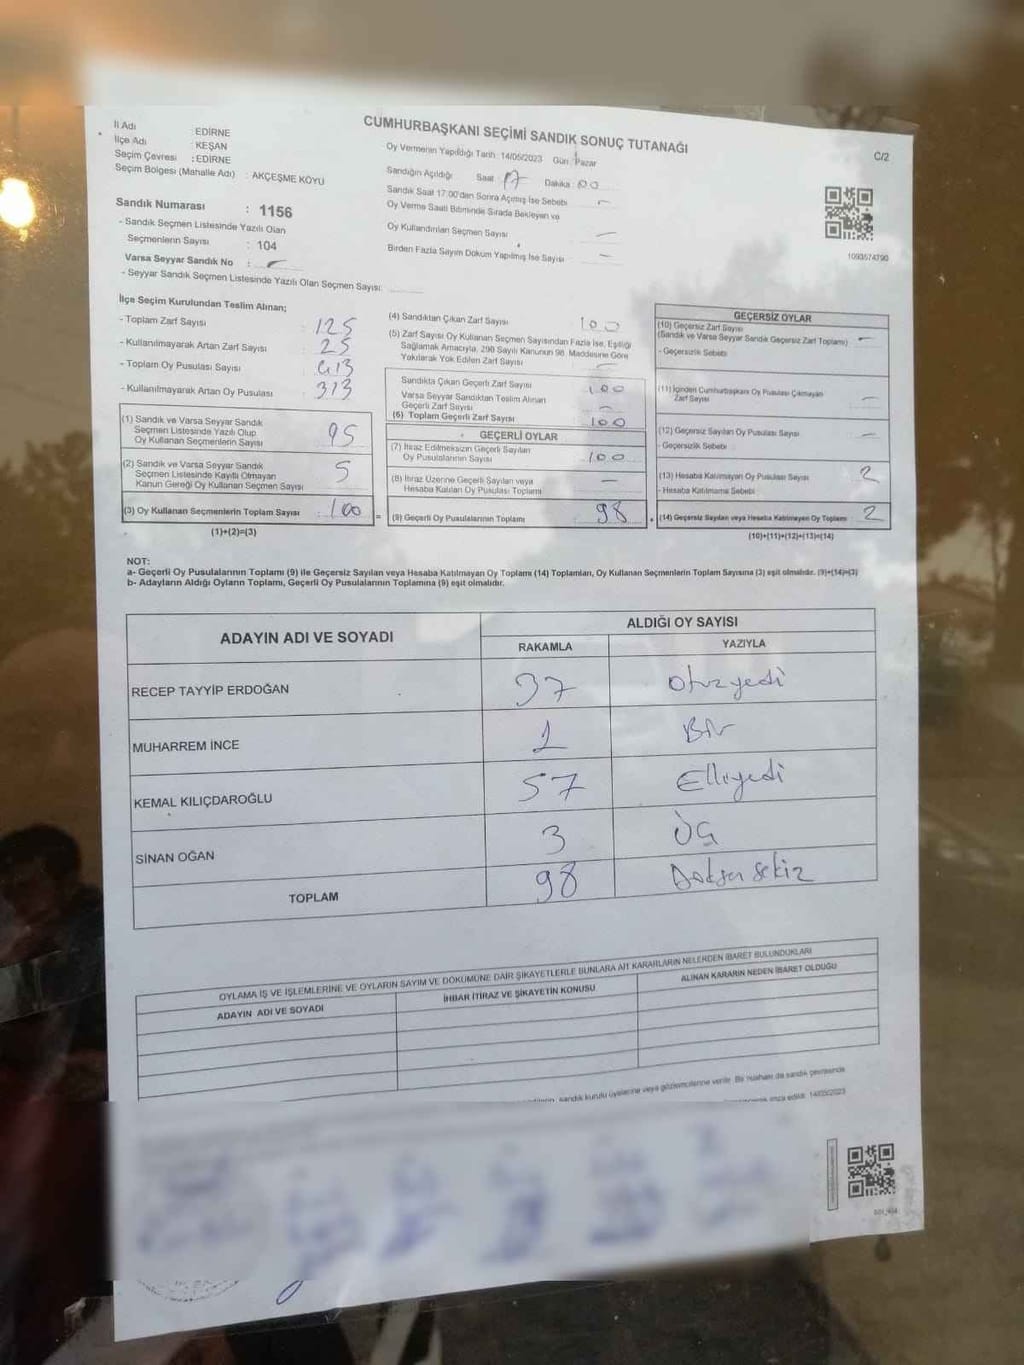 CUMHURBAŞKANI SEÇİMİ SANDIK SONUÇ TUTANAĞI
C/2
İl Adı : EDİRNE
İlçe Adı : KEŞAN
Seçim Çevresi : EDİRNE
Seçim Bölgesi (Mahalle Adı) : AKÇEŞME KÖYÜ
Sandık Numarası : 1156
- Sandık Seçmen Listesinde Yazılı Olan
Seçmenlerin Sayısı : 104
Varsa Seyyar Sandık No : -
- Seyyar Sandık Seçmen Listesinde Yazılı Olan Seçmen Sayısı:
Oy Vermenin Yapıldığı Tarih :14/05/2023 Gün : Pazar
Sandığın Açıldığı Saat : 17 Dakika : 00
Sandık Saat 17:00'dan Sonra Açılmış İse Sebebi -
Oy Verme Saati Bitiminde Sırada Bekleyen ve
Oy Kullandırılan Seçmen Sayısı -
Birden Fazla Sayım Döküm Yapılmış İse Sayısı -
1093574790
İlçe Seçim Kurulundan Teslim Alınan;
- Toplam Zarf Sayısı : 125
- Kullanılmayarak Artan Zarf Sayısı : 25
- Toplam Oy Pusulası Sayısı : 413
- Kullanılmayarak Artan Oy Pusulası : 313
(1) Sandık ve Varsa Seyyar Sandık
Seçmen Listesinde Yazılı Olup
Oy Kullanan Seçmenlerin Sayısı : 95
(2) Sandık ve Varsa Seyyar Sandık
Seçmen Listesinde Kayıtlı Olmayan
Kanun Gereği Oy Kullanan Seçmen Sayısı : 5
(3) Oy Kullanan Seçmenlerin Toplam Sayısı : 100 =
(1)+(2)=(3)
(4) Sandıktan Çıkan Zarf Sayısı : 100
(5) Zarf Sayısı Oy Kullanan Seçmen Sayısından Fazla İse, Eşitliği
Sağlamak Amacıyla, 298 Sayılı Kanunun 98. Maddesine Göre
Yakılarak Yok Edilen Zarf Sayısı -
Sandıkta Çıkan Geçerli Zarf Sayısı : 100
Varsa Seyyar Sandıktan Teslim Alınan
Geçerli Zarf Sayısı : -
(6) Toplam Geçerli Zarf Sayısı : 100
GEÇERLİ OYLAR
(7) İtiraz Edilmeksizin Geçerli Sayılan
Oy Pusulalarının Sayısı : 100
(8) İtiraz Üzerine Geçerli Sayılan veya
Hesaba Katılan Oy Pusulası Toplamı : -
(9) Geçerli Oy Pusulalarının Toplamı : 98 +
GEÇERSİZ OYLAR
(10) Geçersiz Zarf Sayısı
(Sandık ve Varsa Seyyar Sandık Geçersiz Zarf Toplamı) : -
- Geçersizlik Sebebi
(11) İçinden Cumhurbaşkanı Oy Pusulası Çıkmayan
Zarf Sayısı : -
(12) Geçersiz Sayılan Oy Pusulası Sayısı : -
- Geçersizlik Sebebi
(13) Hesaba Katılmayan Oy Pusulası Sayısı 2
- Hesaba Katılmama Sebebi
(14) Geçersiz Sayılan veya Hesaba Katılmayan Oy Toplamı : 2
(10)+(11)+(12)+(13)=(14)
NOT:
a- Geçerli Oy Pusulalarının Toplamı (9) ile Geçersiz Sayılan veya Hesaba Katılmayan Oy Toplamı (14) Toplamları, Oy Kullanan Seçmenlerin Toplam Sayısına (3) eşit olmalıdır. (9)+(14)=(3)
b- Adayların Aldığı Oyların Toplamı, Geçerli Oy Pusulalarının Toplamına (9) eşit olmalıdır.
ADAYIN ADI VE SOYADI
ALDIĞI OY SAYISI
RAKAMLA YAZIYLA
RECEP TAYYİP ERDOĞAN 37 Otuzyedi
MUHARREM İNCE 1 Bir
KEMAL KILIÇDAROĞLU 57 Elliyedi
SİNAN OĞAN 3 Üç
TOPLAM 98 Doksan sekiz
OYLAMA İŞ VE İŞLEMLERİNE VE OYLARIN SAYIM VE DÖKÜMÜNE DAİR ŞİKAYETLERLE BUNLARA AİT KARARLARIN NELERDEN İBARET BULUNDUKLARI
ADAYIN ADI VE SOYADI İHBAR İTİRAZ VE ŞİKAYETİN KONUSU ALINAN KARARIN NEDEN İBARET OLDUĞU
sandık kurulu üyelerine veya gözlemcilerine verilir. Bir nüshası da sandık çevresinde
imza edildi. 14/05/2023